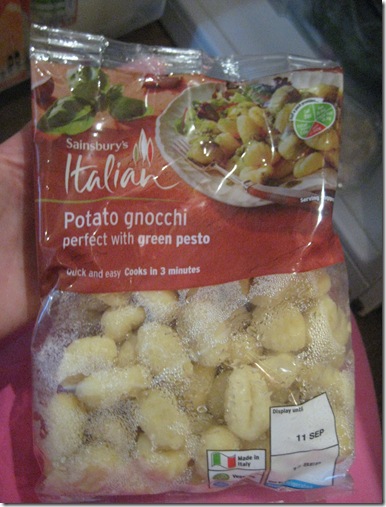 Sainsbury's
Italian
Potato gnocchi
perfect with green pesto
Quick and easy Cooks in 3 minutes
Display until
11 SEP
Made in
Italy